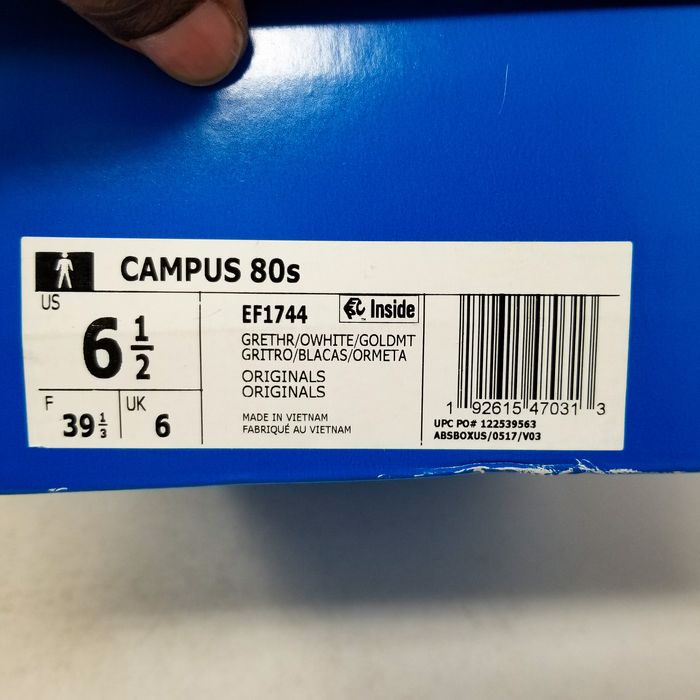 CAMPUS 80s
US
6 1/2
F
39 1/3
UK
6
EF1744
Inside
GRETHR/OWHITE/GOLDMT
GRITRO/BLACAS/ORMETA
ORIGINALS
ORIGINALS
MADE IN VIETNAM
FABRIQUÉ AU VIETNAM
1 92615 47031 3
UPC PO# 122539563
ABSBOXUS/0517/V03